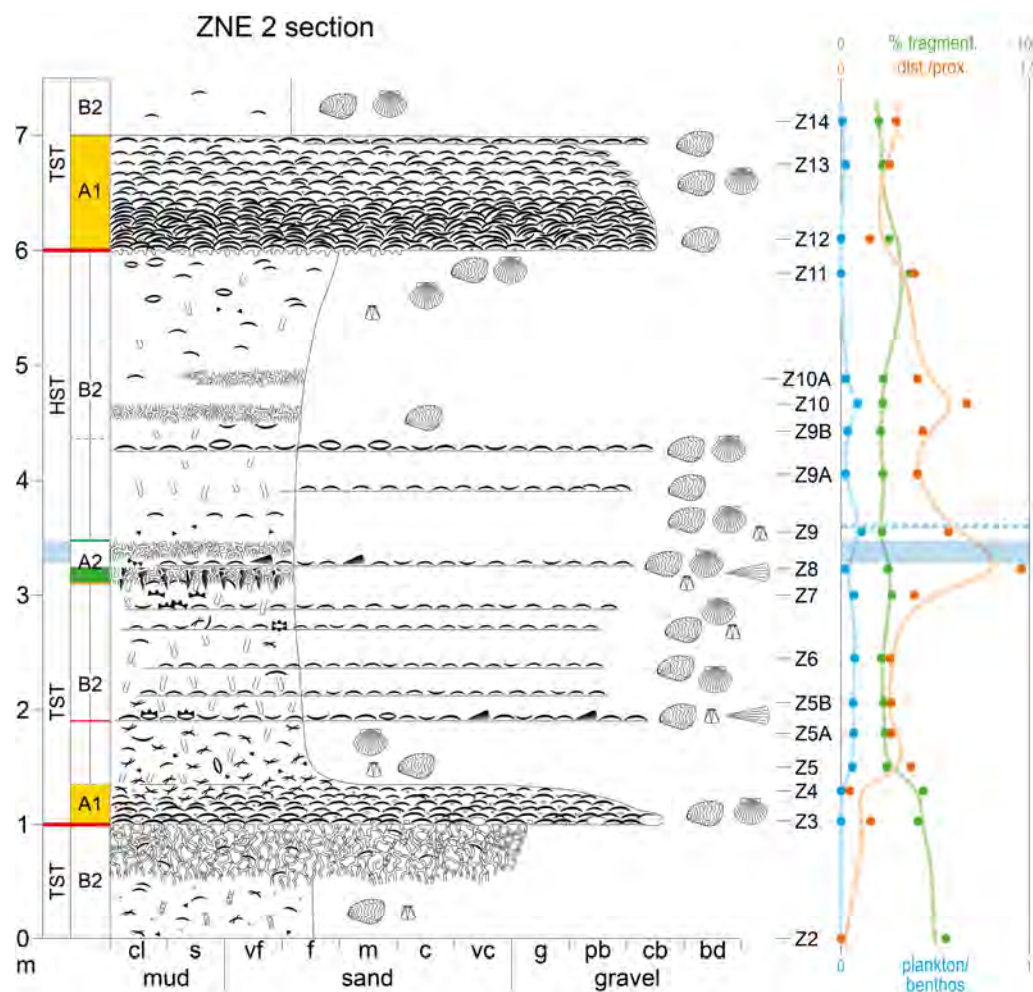 ZNE 2 section
0 % fragment. 100
dist./prox.
TST B2 7 Z14
Z13
A1
6 Z12
Z11
HST B2 5
Z10A
Z10
Z9B
4 Z9A
Z9
A2 Z8
3 Z7
Z6
TST B2 2 Z5B
Z5A
Z5
A1 Z4
1 Z3
TST B2
0 Z2
m cl s vf f m c vc g pb cb bd
mud sand gravel
0 plankton/ 1
benthos